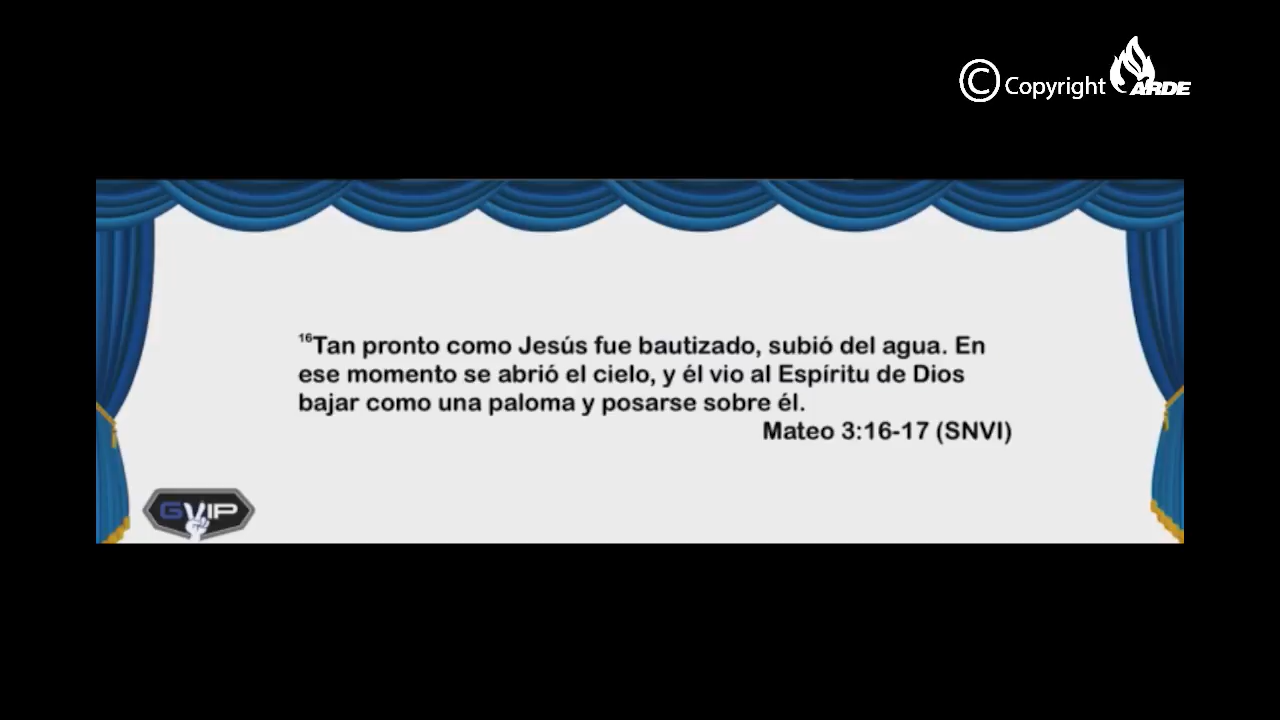 © Copyright ARDE
16Tan pronto como Jesús fue bautizado, subió del agua. En
ese momento se abrió el cielo, y él vio al Espíritu de Dios
bajar como una paloma y posarse sobre él.
Mateo 3:16-17 (SNVI)
GVIP